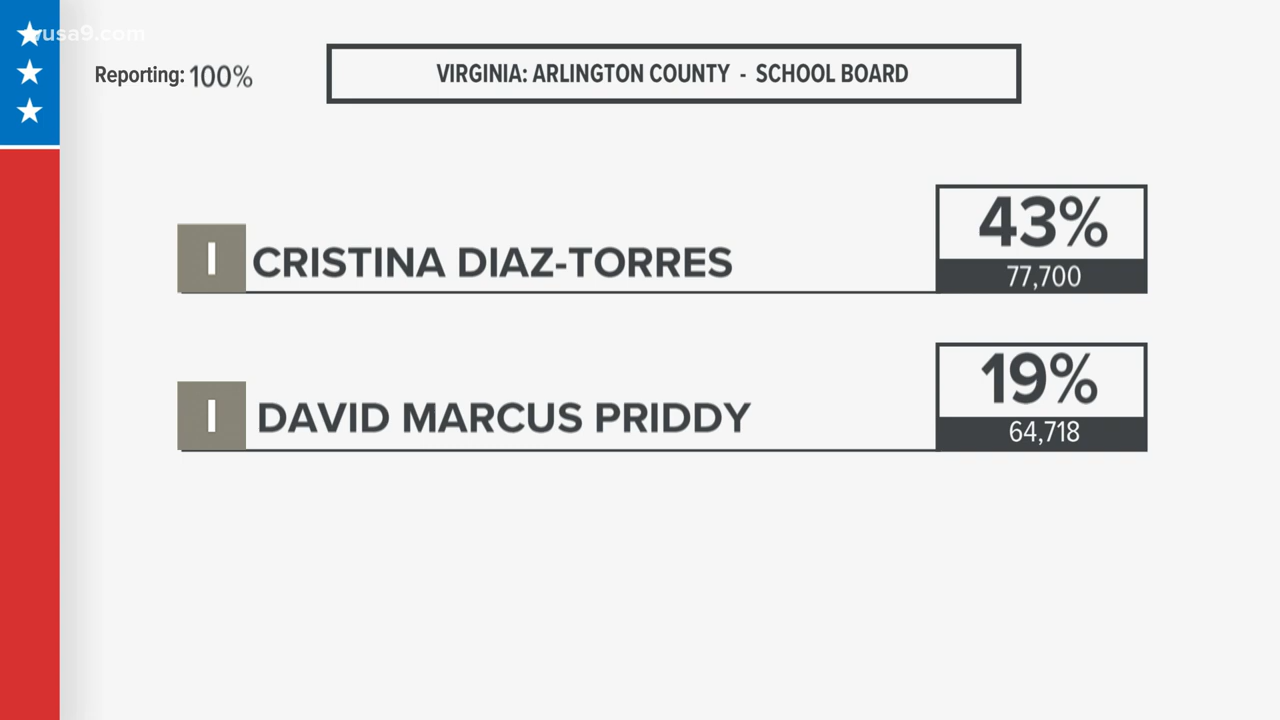 wusa9.com
Reporting: 100%
VIRGINIA: ARLINGTON COUNTY - SCHOOL BOARD
I CRISTINA DIAZ-TORRES
43%
77,700
I DAVID MARCUS PRIDDY
19%
64,718